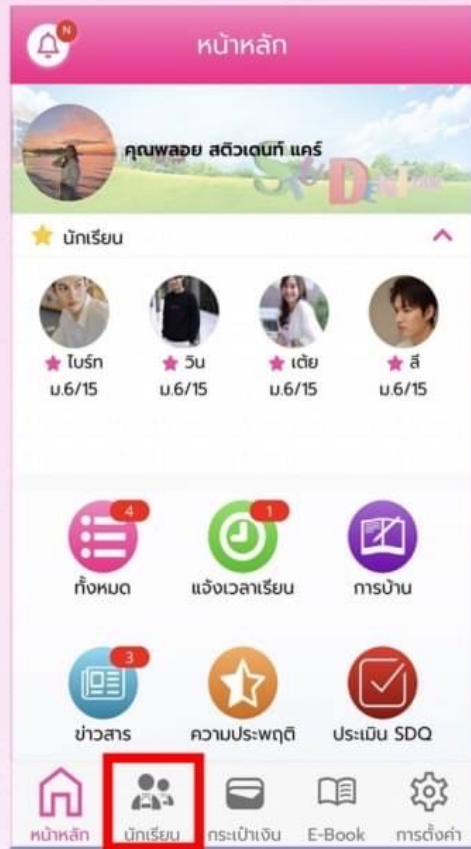 N
หน้าหลัก
คุณพลอย สติวเดนท์ แคร์
นักเรียน
ไบร์ท
วิน
เต้ย
ลี
ม.6/15
ม.6/15
ม.6/15
ม.6/15
4
1
ทั้งหมด
แจ้งเวลาเรียน
การบ้าน
3
ข่าวสาร
ความประพฤติ
ประเมิน SDQ
หน้าหลัก
นักเรียน
กระเป๋าเงิน
E-Book
การตั้งค่า